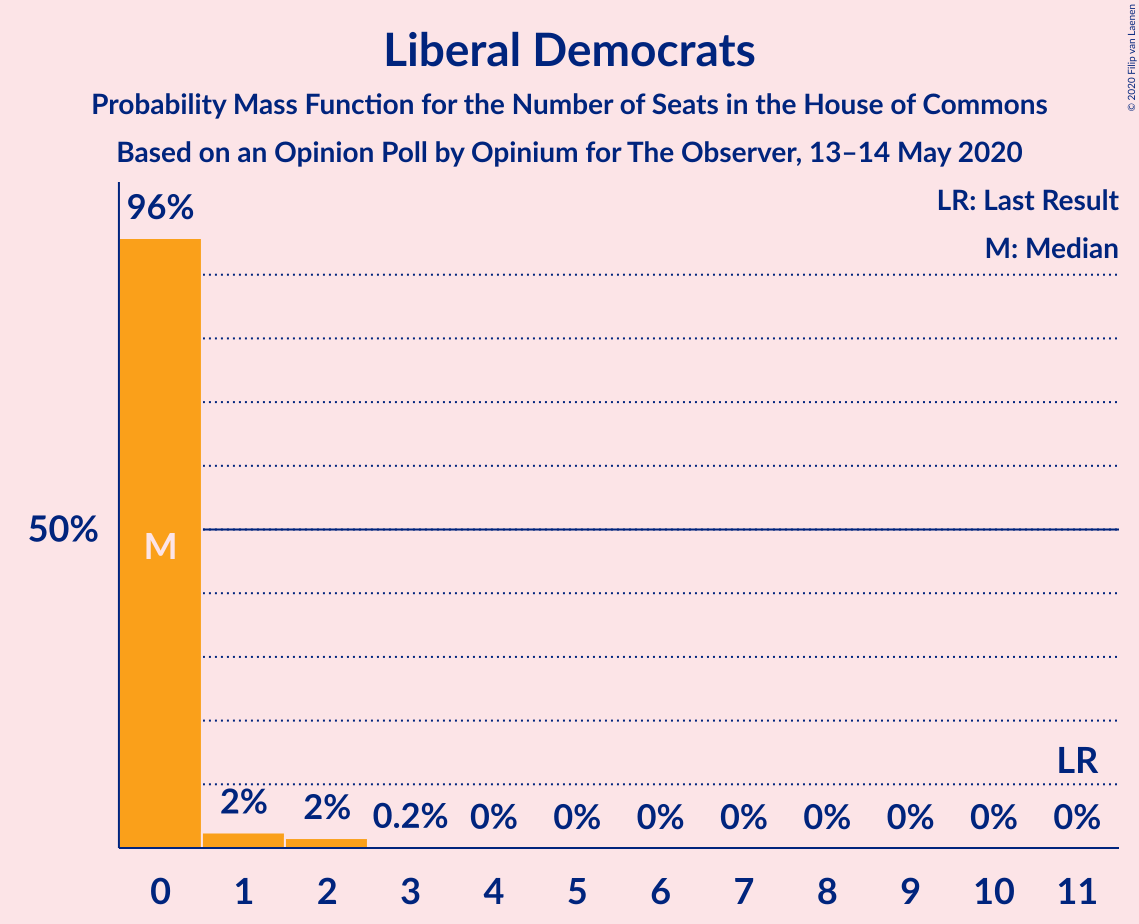 Liberal Democrats
Probability Mass Function for the Number of Seats in the House of Commons
Based on an Opinion Poll by Opinium for The Observer, 13–14 May 2020
© 2020 Filip van Laenen
LR: Last Result
M: Median
96%
50%
M
LR
2% 2% 0.2% 0% 0% 0% 0% 0% 0% 0% 0%
0 1 2 3 4 5 6 7 8 9 10 11